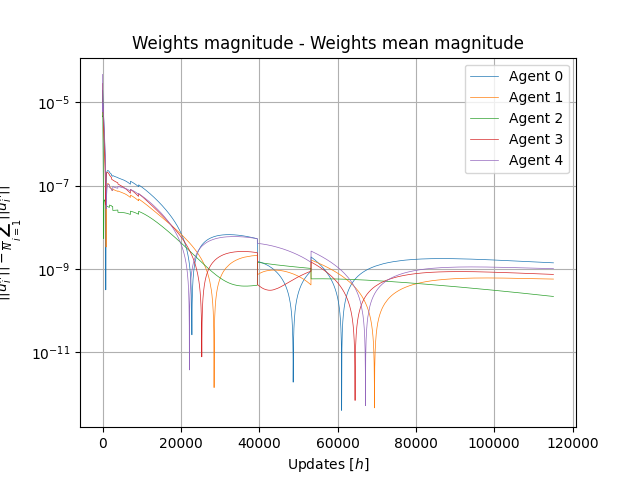 Weights magnitude - Weights mean magnitude
Agent 0
Agent 1
Agent 2
Agent 3
Agent 4
10⁻⁵
10⁻⁷
10⁻⁹
10⁻¹¹
0
20000
40000
60000
80000
100000
120000
Updates [h]